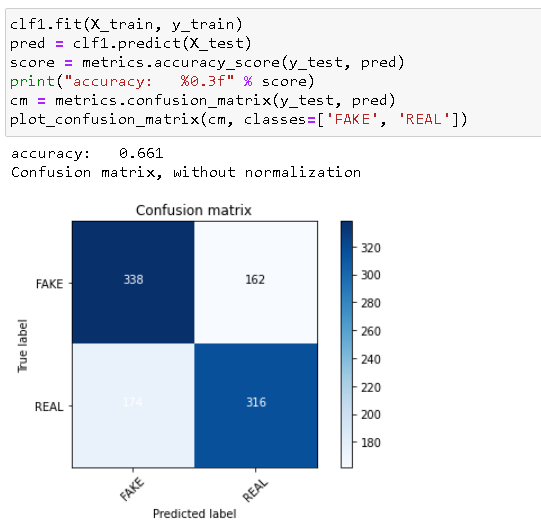 clf1.fit(X_train, y_train)
pred = clf1.predict(X_test)
score = metrics.accuracy_score(y_test, pred)
print("accuracy:   %0.3f" % score)
cm = metrics.confusion_matrix(y_test, pred)
plot_confusion_matrix(cm, classes=['FAKE', 'REAL'])
accuracy:   0.661
Confusion matrix, without normalization
Confusion matrix
FAKE
338
162
REAL
174
316
True label
FAKE
REAL
Predicted label
320
300
280
260
240
220
200
180